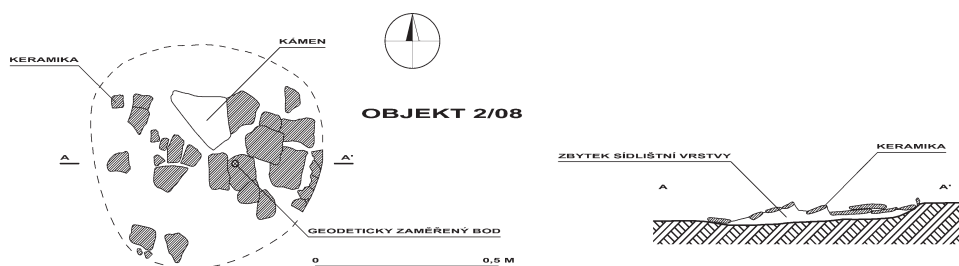 KÁMEN
KERAMIKA
OBJEKT 2/08
A
A'
ZBYTEK SÍDLIŠTNÍ VRSTVY
KERAMIKA
A
A'
GEODETICKY ZAMĚŘENÝ BOD
0
0,5 M